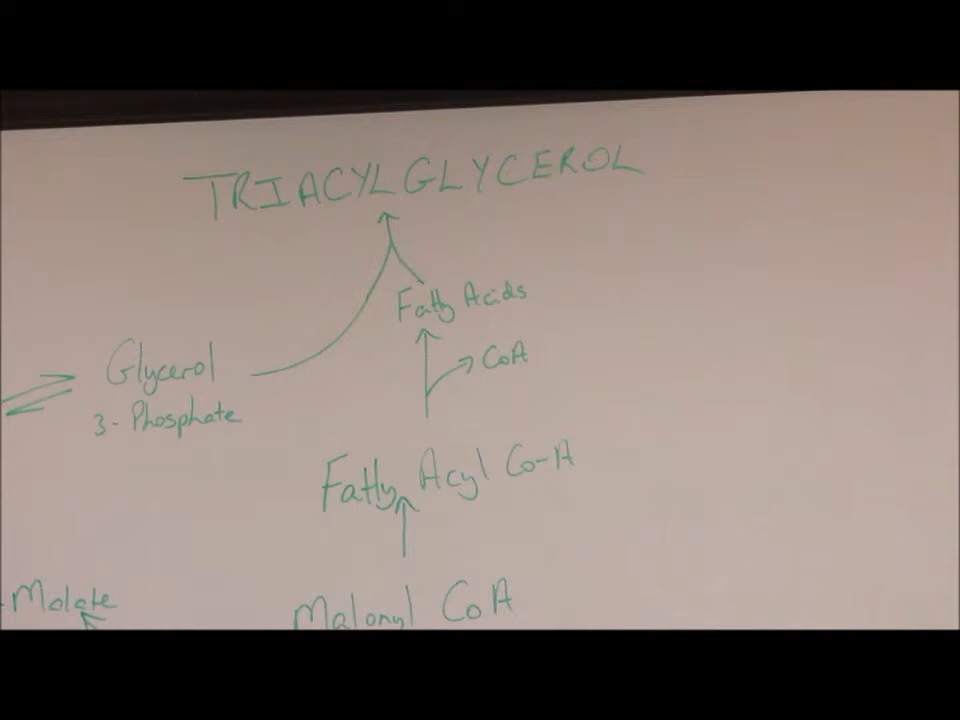 TRIACYLGLYCEROL
Fatty Acids
CoA
Glycerol
3- Phosphate
Fatty Acyl Co-A
Malate
Malonyl CoA